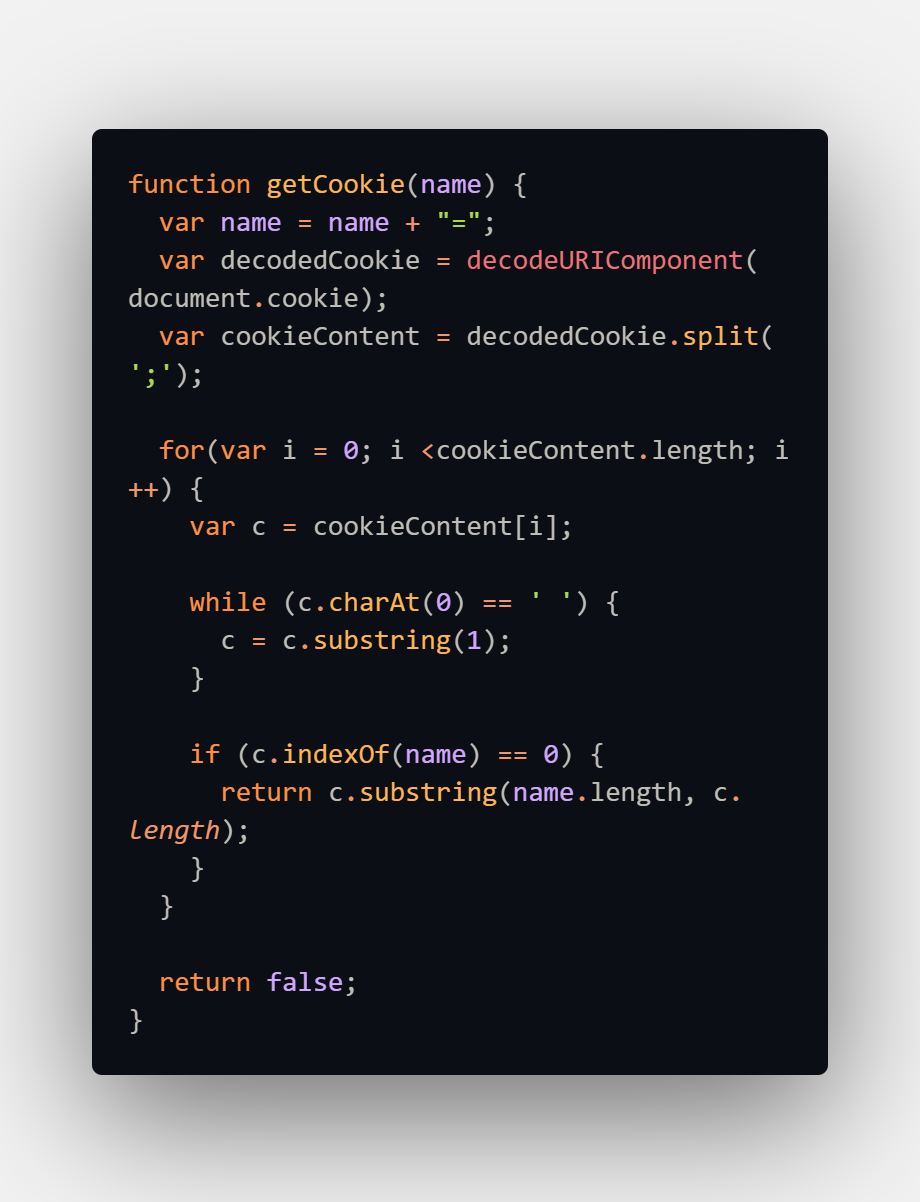 function getCookie(name) {
  var name = name + "=";
  var decodedCookie = decodeURIComponent(
document.cookie);
  var cookieContent = decodedCookie.split(
';');

  for(var i = 0; i <cookieContent.length; i
++) {
    var c = cookieContent[i];

    while (c.charAt(0) == ' ') {
      c = c.substring(1);
    }

    if (c.indexOf(name) == 0) {
      return c.substring(name.length, c.
length);
    }
  }

  return false;
}